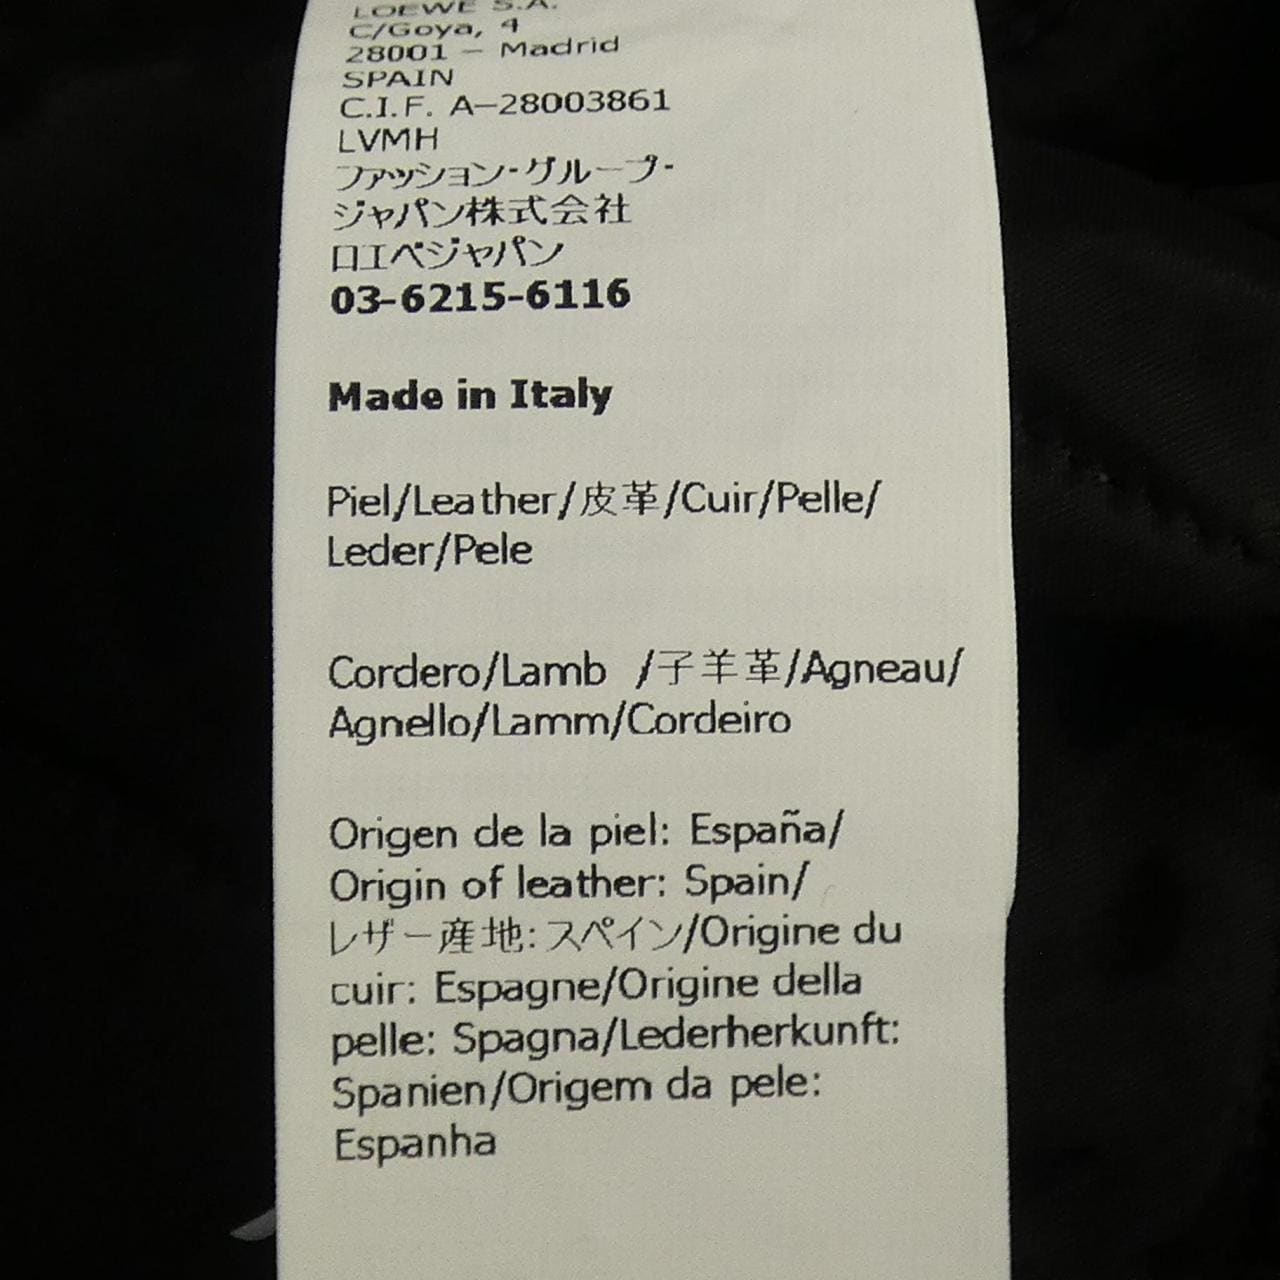 LOEWE S.A.
C/Goya, 4
28001 – Madrid
SPAIN
C.I.F. A–28003861
LVMH
ファッション・グループ・
ジャパン株式会社
ロエベジャパン
03-6215-6116
Made in Italy
Piel/Leather/皮革/Cuir/Pelle/
Leder/Pele
Cordero/Lamb /子羊革/Agneau/
Agnello/Lamm/Cordeiro
Origen de la piel: España/
Origin of leather: Spain/
レザー産地: スペイン/Origine du
cuir: Espagne/Origine della
pelle: Spagna/Lederherkunft:
Spanien/Origem da pele:
Espanha